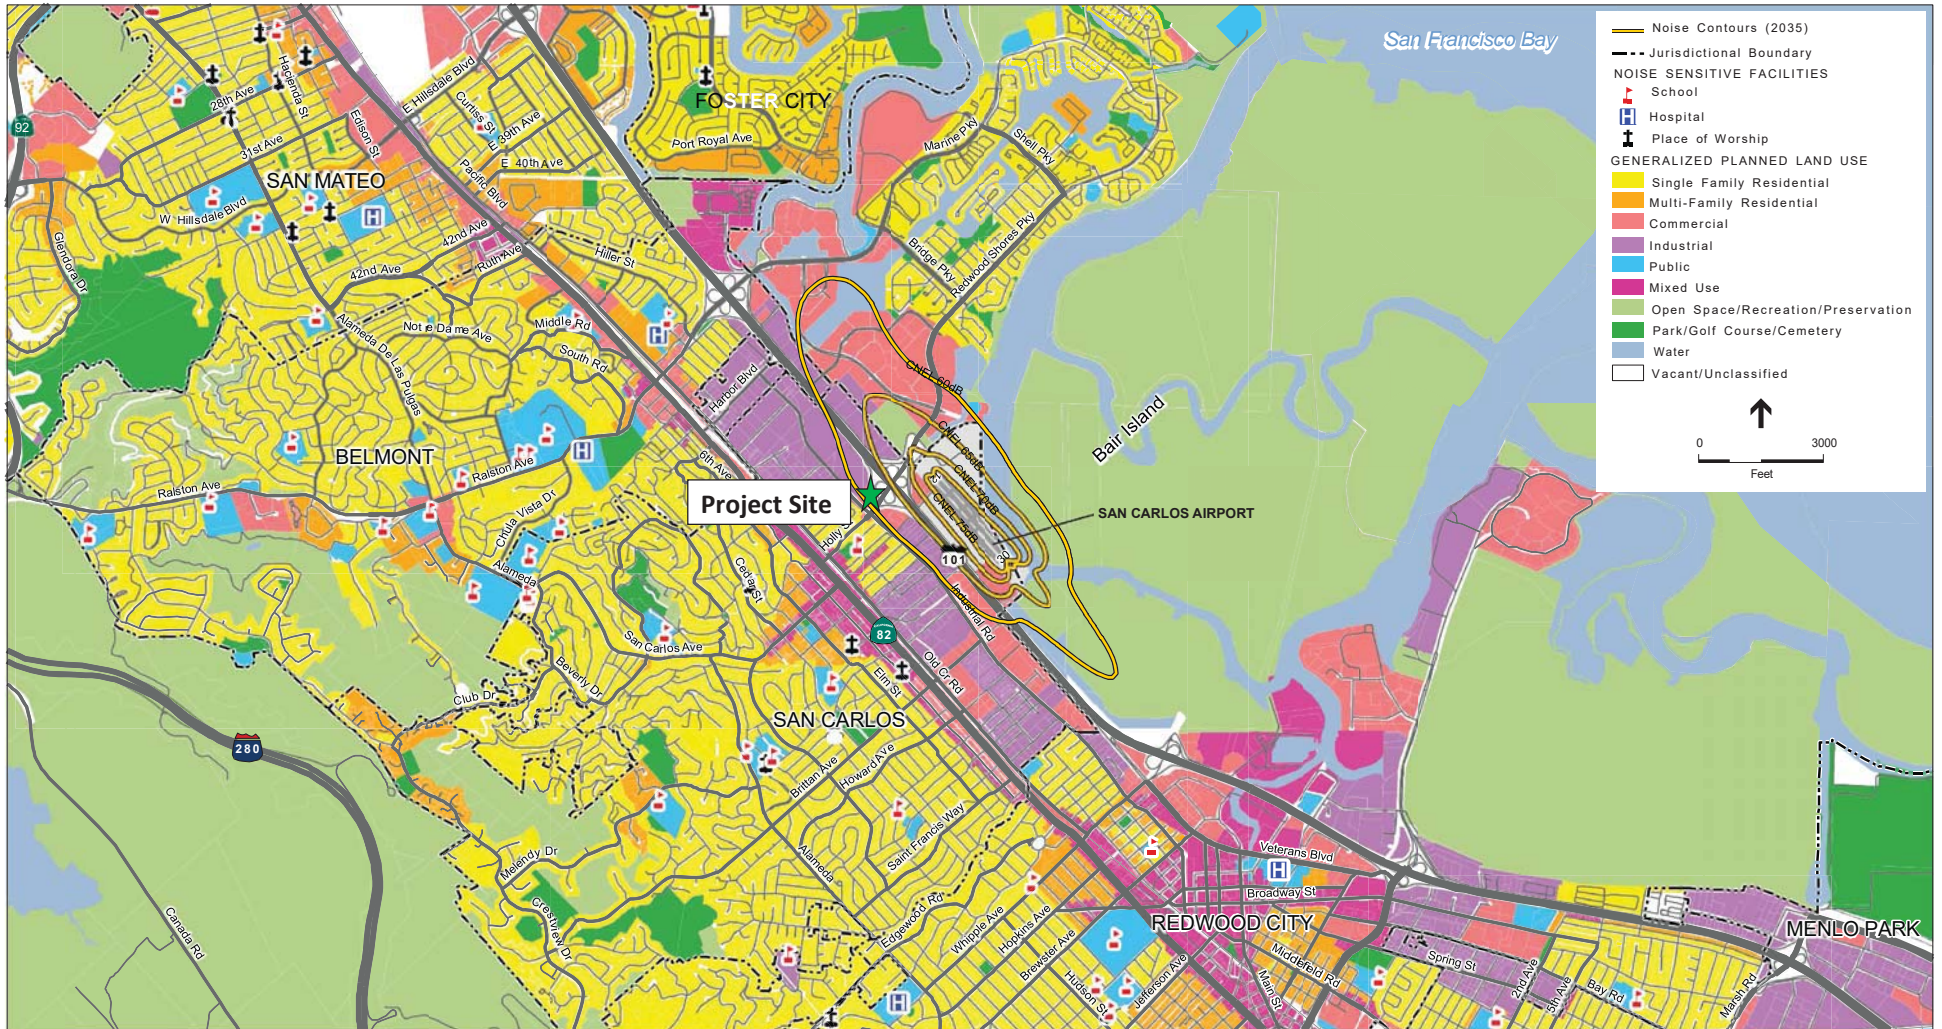 San Francisco Bay
Noise Contours (2035)
Jurisdictional Boundary
NOISE SENSITIVE FACILITIES
School
H Hospital
Place of Worship
GENERALIZED PLANNED LAND USE
Single Family Residential
Multi-Family Residential
Commercial
Industrial
Public
Mixed Use
Open Space/Recreation/Preservation
Park/Golf Course/Cemetery
Water
Vacant/Unclassified
0 3000
Feet
92
28th Ave
Hacienda St
31st Ave
Edison St
E Hillsdale Blvd
Curtiss St
E 39th Ave
E 40th Ave
Pacific Blvd
FOSTER CITY
Port Royal Ave
Marine Pky
Shell Pky
SAN MATEO
W Hillsdale Blvd
H
Glendora Dr
42nd Ave
42nd Ave
Ruth Ave
Hiller St
Bridge Pky
Redwood Shores Pky
Alameda De Las Pulgas
Notre Dame Ave
Middle Rd
H
South Rd
Harbor Blvd
CNEL 60dB
CNEL 65dB
CNEL 70dB
CNEL 75dB
30
Bair Island
BELMONT
Ralston Ave
Ralston Ave
H
6th Ave
Project Site
SAN CARLOS AIRPORT
101
Chula Vista Dr
Alameda
Holly St
Cedar St
Industrial Rd
82
San Carlos Ave
Beverly Dr
Club Dr
Elm St
Old Cr Rd
SAN CARLOS
280
Brittan Ave
Howard Ave
Saint Francis Way
Alameda
Melendy Dr
Crestview Dr
Canada Rd
Edgewood Rd
Whipple Ave
Hopkins Ave
Brewster Ave
Hudson St
Jefferson Ave
H
Veterans Blvd
H
Broadway St
REDWOOD CITY
Middlefield Rd
Main St
Spring St
2nd Ave
5th Ave
Bay Rd
Marsh Rd
MENLO PARK